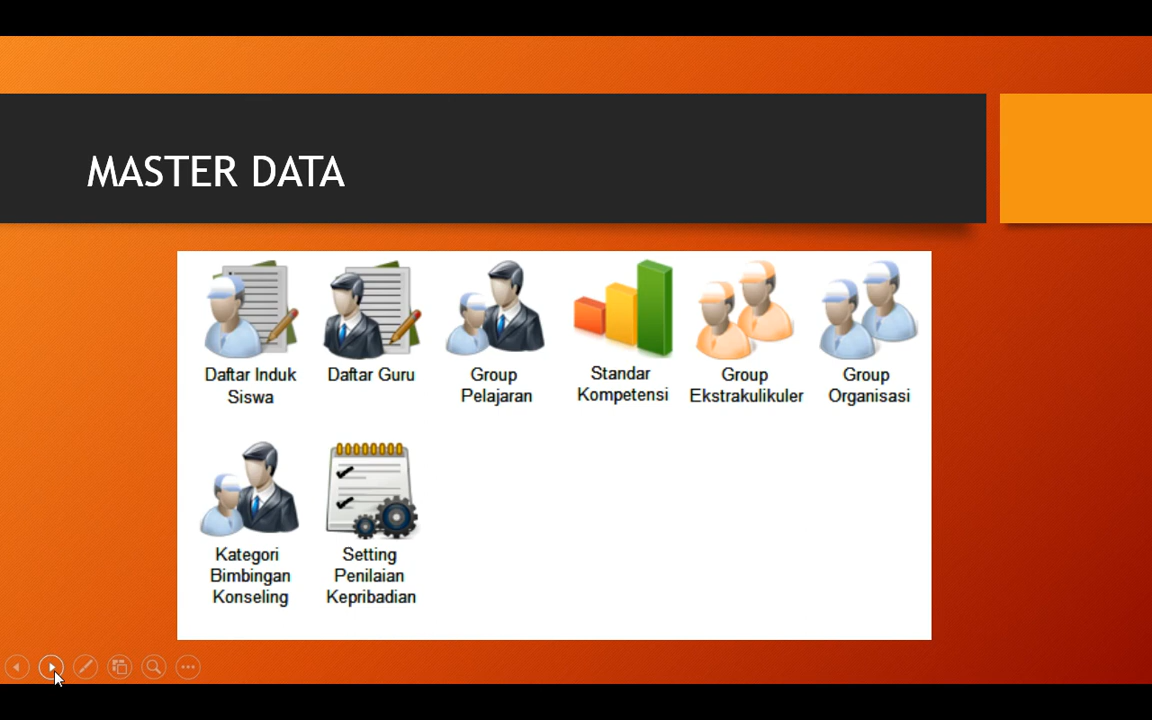 MASTER DATA
Daftar Induk
Siswa
Daftar Guru
Group
Pelajaran
Standar
Kompetensi
Group
Ekstrakulikuler
Group
Organisasi
Kategori
Bimbingan
Konseling
Setting
Penilaian
Kepribadian